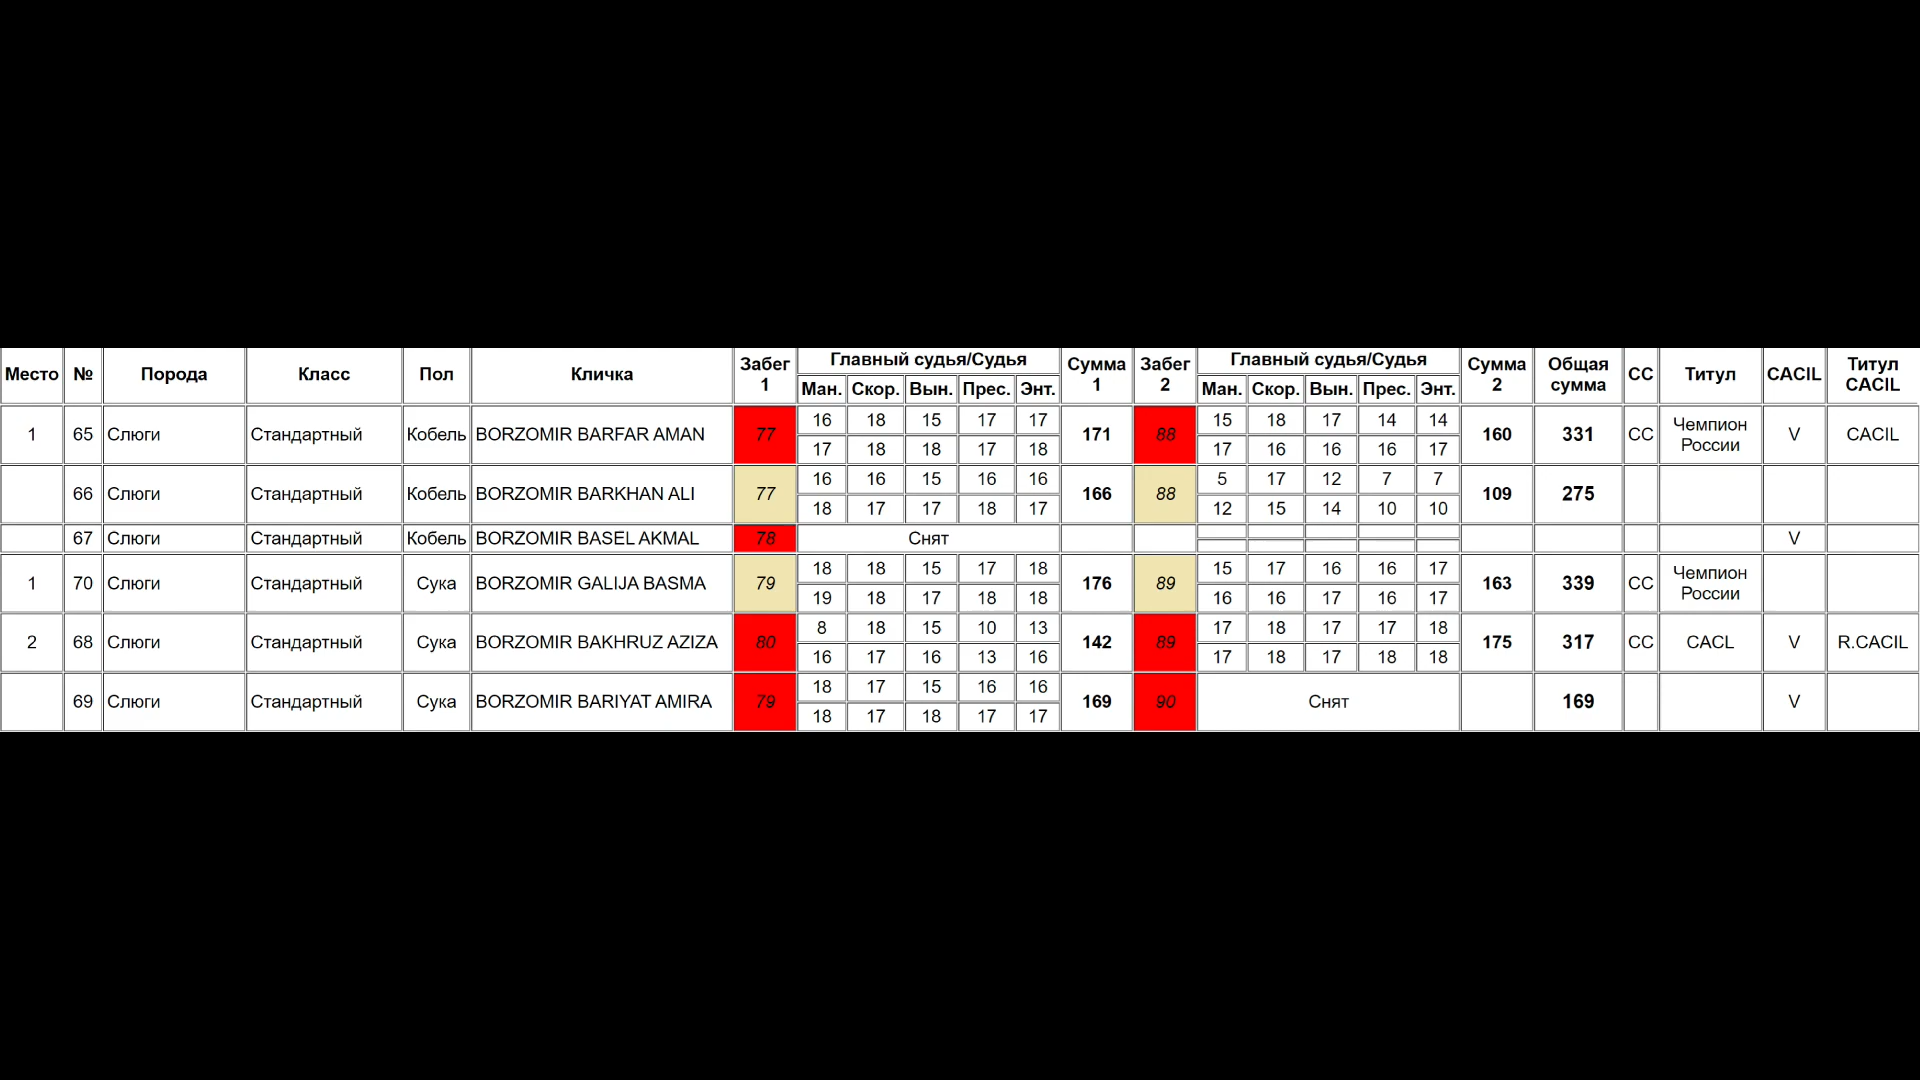 Место № Порода Класс Пол Кличка Забег 1 Главный судья/Судья Сумма 1 Забег 2 Главный судья/Судья Сумма 2 Общая сумма СС Титул CACIL Титул CACIL
Ман. Скор. Вын. Прес. Энт. Ман. Скор. Вын. Прес. Энт.
1 65 Слюги Стандартный Кобель BORZOMIR BARFAR AMAN 77 16 18 15 17 17 171 88 15 18 17 14 14 160 331 СС Чемпион России V CACIL
17 18 18 17 18 17 16 16 16 17
66 Слюги Стандартный Кобель BORZOMIR BARKHAN ALI 77 16 16 15 16 16 166 88 5 17 12 7 7 109 275
18 17 17 18 17 12 15 14 10 10
67 Слюги Стандартный Кобель BORZOMIR BASEL AKMAL 78 Снят V
1 70 Слюги Стандартный Сука BORZOMIR GALIJA BASMA 79 18 18 15 17 18 176 89 15 17 16 16 17 163 339 СС Чемпион России
19 18 17 18 18 16 16 17 16 17
2 68 Слюги Стандартный Сука BORZOMIR BAKHRUZ AZIZA 80 8 18 15 10 13 142 89 17 18 17 17 18 175 317 СС CACL V R.CACIL
16 17 16 13 16 17 18 17 18 18
69 Слюги Стандартный Сука BORZOMIR BARIYAT AMIRA 79 18 17 15 16 16 169 90 Снят 169 V
18 17 18 17 17